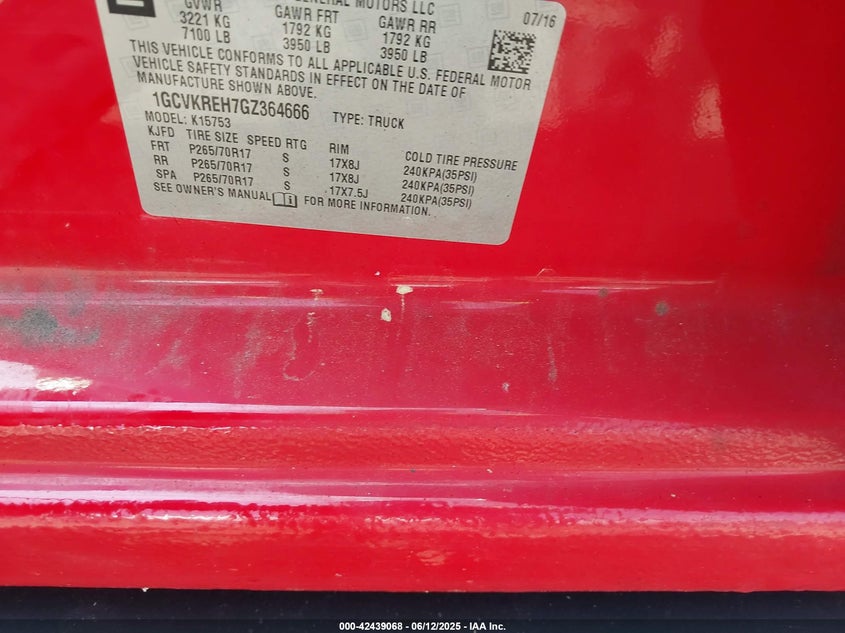 GENERAL MOTORS LLC
GVWR GAWR FRT GAWR RR 07/16
3221 KG 1792 KG 1792 KG
7100 LB 3950 LB 3950 LB
THIS VEHICLE CONFORMS TO ALL APPLICABLE U.S. FEDERAL MOTOR
VEHICLE SAFETY STANDARDS IN EFFECT ON THE DATE OF
MANUFACTURE SHOWN ABOVE.
1GCVKREH7GZ364666 TYPE: TRUCK
MODEL: K15753
KJFD TIRE SIZE SPEED RTG RIM COLD TIRE PRESSURE
FRT P265/70R17 S 17X8J 240KPA(35PSI)
RR P265/70R17 S 17X8J 240KPA(35PSI)
SPA P265/70R17 S 17X7.5J 240KPA(35PSI)
SEE OWNER'S MANUAL FOR MORE INFORMATION.
000-42439068 - 06/12/2025 - IAA Inc.